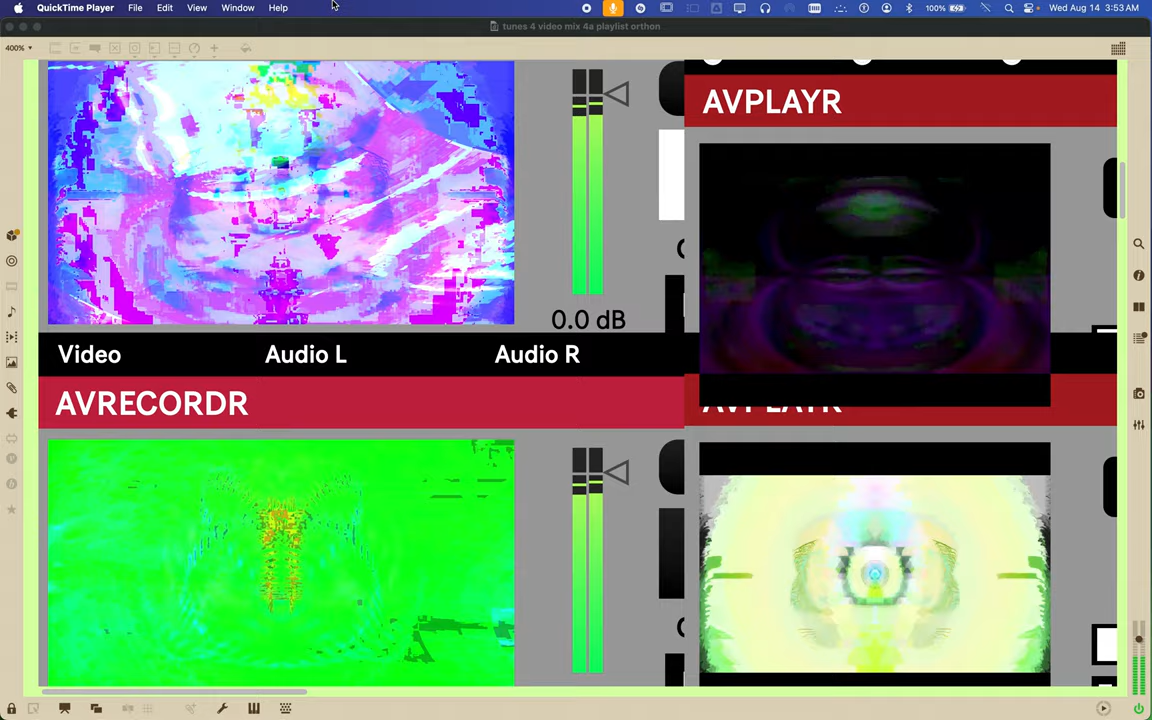 QuickTime Player File Edit View Window Help 100% Wed Aug 14 3:53 AM
tunes 4 video mix 4a playlist orthon
400%
AVPLAYR
0.0 dB
Video Audio L Audio R
AVRECORDR
AVPLAYR